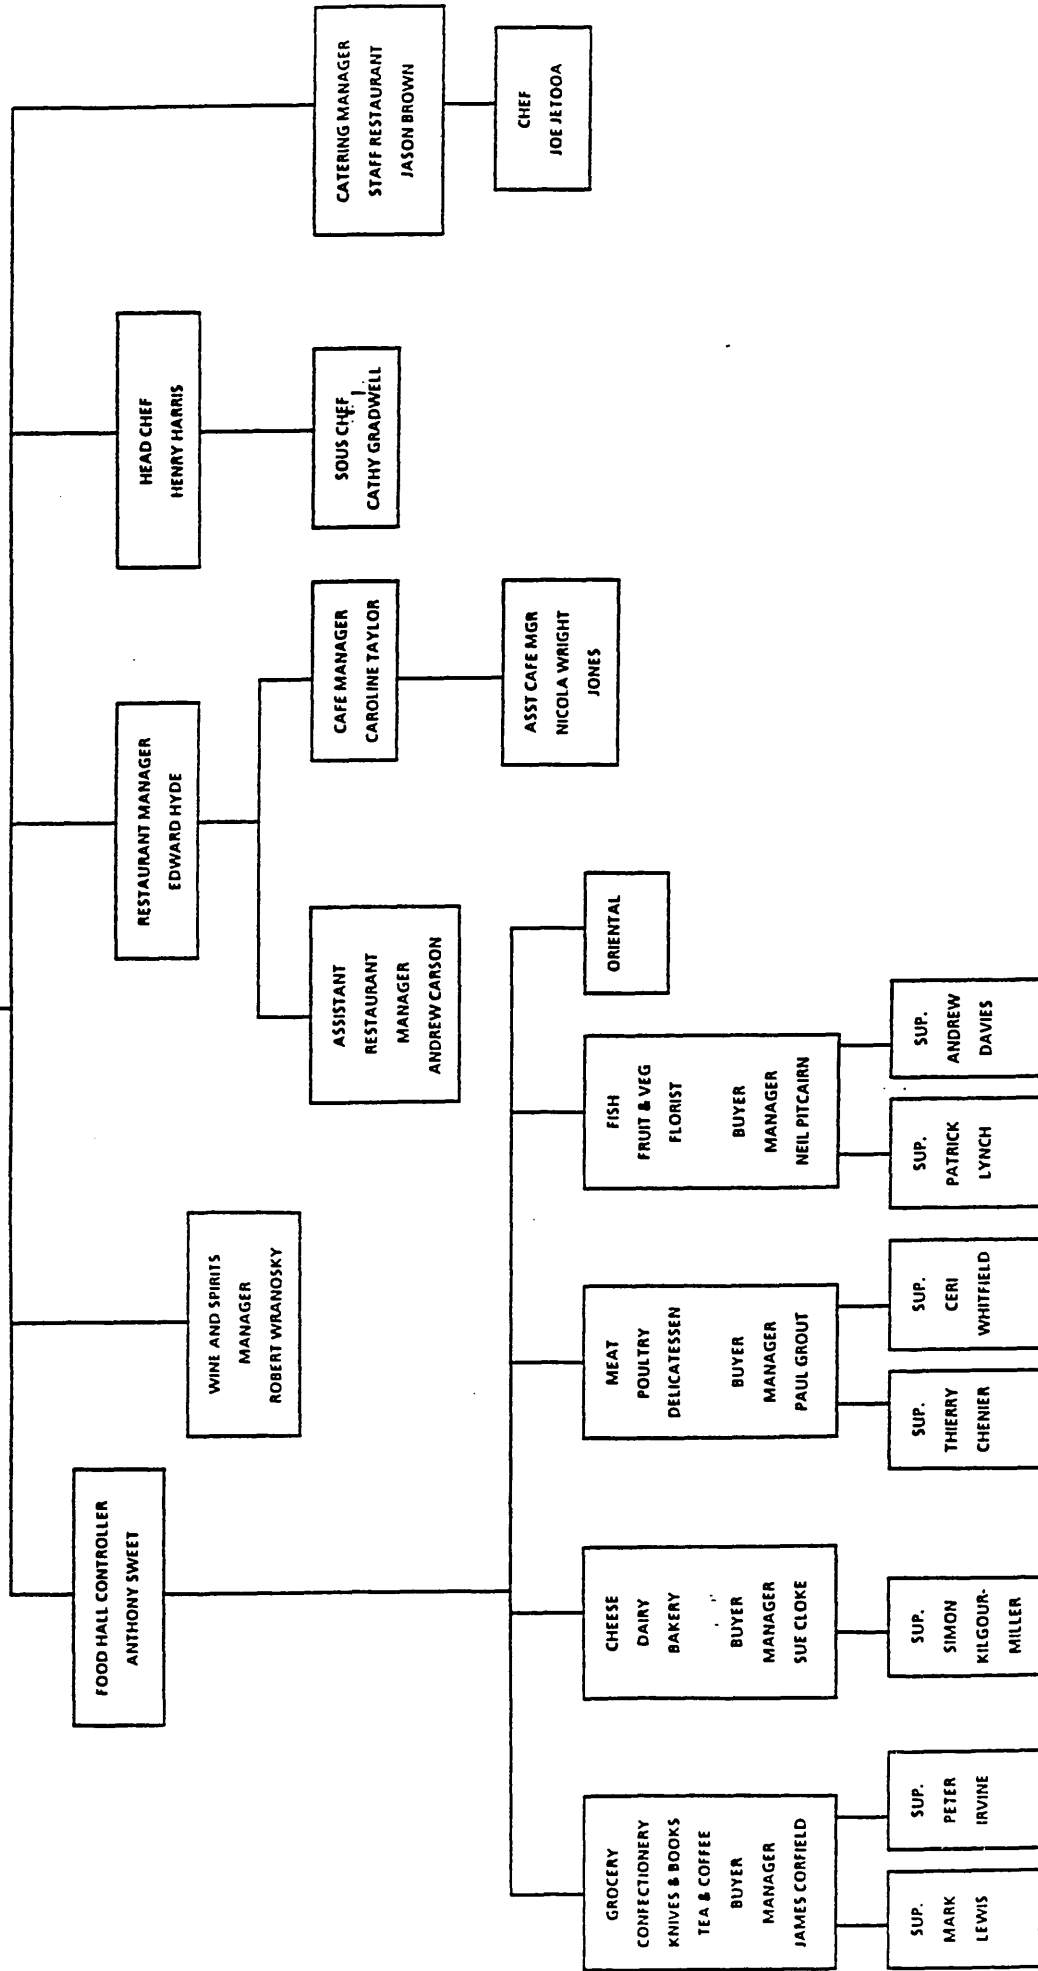 FOOD HALL CONTROLLER
ANTHONY SWEET
WINE AND SPIRITS
MANAGER
ROBERT WRANOSKY
RESTAURANT MANAGER
EDWARD HYDE
HEAD CHEF
HENRY HARRIS
CATERING MANAGER
STAFF RESTAURANT
JASON BROWN
ASSISTANT
RESTAURANT
MANAGER
ANDREW CARSON
CAFE MANAGER
CAROLINE TAYLOR
SOUS CHEF
CATHY GRADWELL
CHEF
JOE JETOOA
ASST CAFE MGR
NICOLA WRIGHT
JONES
GROCERY
CONFECTIONERY
KNIVES & BOOKS
TEA & COFFEE
BUYER
MANAGER
JAMES CORFIELD
CHEESE
DAIRY
BAKERY
BUYER
MANAGER
SUE CLOKE
MEAT
POULTRY
DELICATESSEN
BUYER
MANAGER
PAUL GROUT
FISH
FRUIT & VEG
FLORIST
BUYER
MANAGER
NEIL PITCAIRN
ORIENTAL
SUP.
MARK
LEWIS
SUP.
PETER
IRVINE
SUP.
SIMON
KILGOUR-
MILLER
SUP.
THIERRY
CHENIER
SUP.
CERI
WHITFIELD
SUP.
PATRICK
LYNCH
SUP.
ANDREW
DAVIES